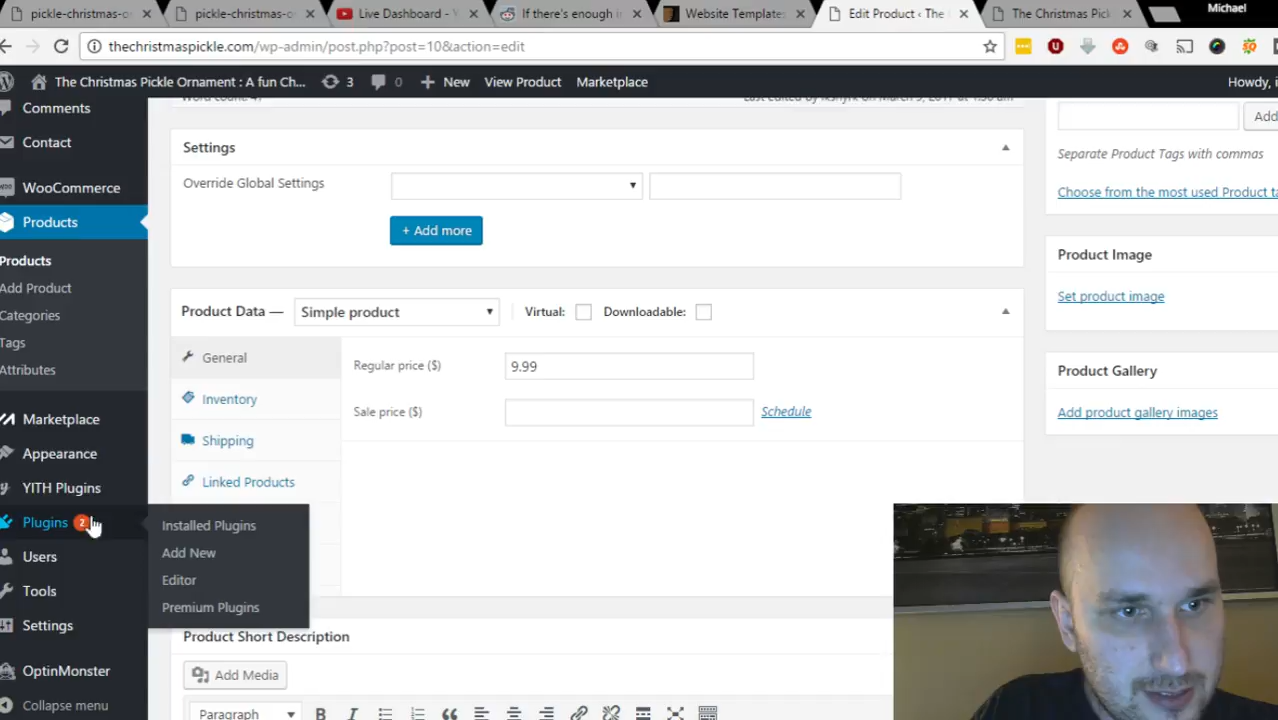 pickle-christmas-o
pickle-christmas-o
Live Dashboard -
If there's enough i
Website Templates
Edit Product ‹ The
The Christmas Pick
Michael
thechristmaspickle.com/wp-admin/post.php?post=10&action=edit
The Christmas Pickle Ornament : A fun Ch...
3
0
New
View Product
Marketplace
Howdy, i
Comments
Contact
WooCommerce
Products
Products
Add Product
Categories
Tags
Attributes
Marketplace
Appearance
YITH Plugins
Plugins 2
Users
Tools
Settings
OptinMonster
Collapse menu
Installed Plugins
Add New
Editor
Premium Plugins
Settings
Override Global Settings
+ Add more
Product Data —
Simple product
Virtual:
Downloadable:
General
Inventory
Shipping
Linked Products
Regular price ($)
9.99
Sale price ($)
Schedule
Product Short Description
Add Media
Paragraph
B I
Add
Separate Product Tags with commas
Choose from the most used Product ta
Product Image
Set product image
Product Gallery
Add product gallery images